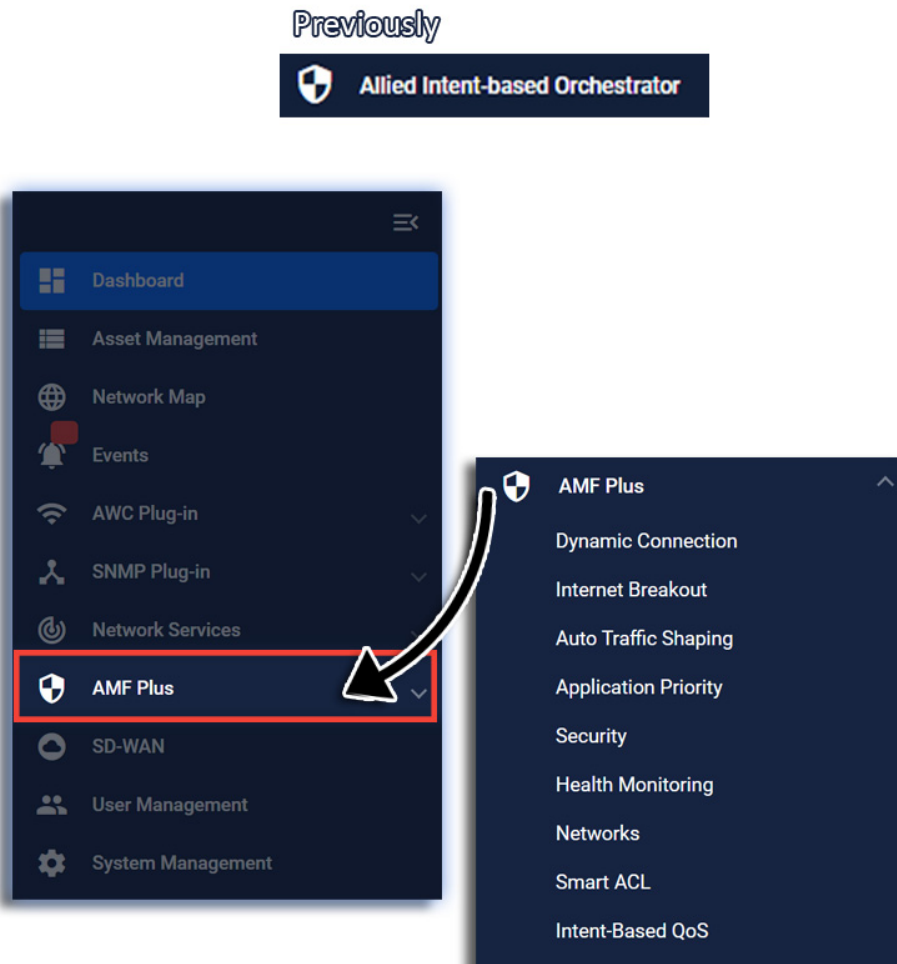 Previously
Allied Intent-based Orchestrator
Dashboard
Asset Management
Network Map
Events
AWC Plug-in
SNMP Plug-in
Network Services
AMF Plus
SD-WAN
User Management
System Management
AMF Plus
Dynamic Connection
Internet Breakout
Auto Traffic Shaping
Application Priority
Security
Health Monitoring
Networks
Smart ACL
Intent-Based QoS